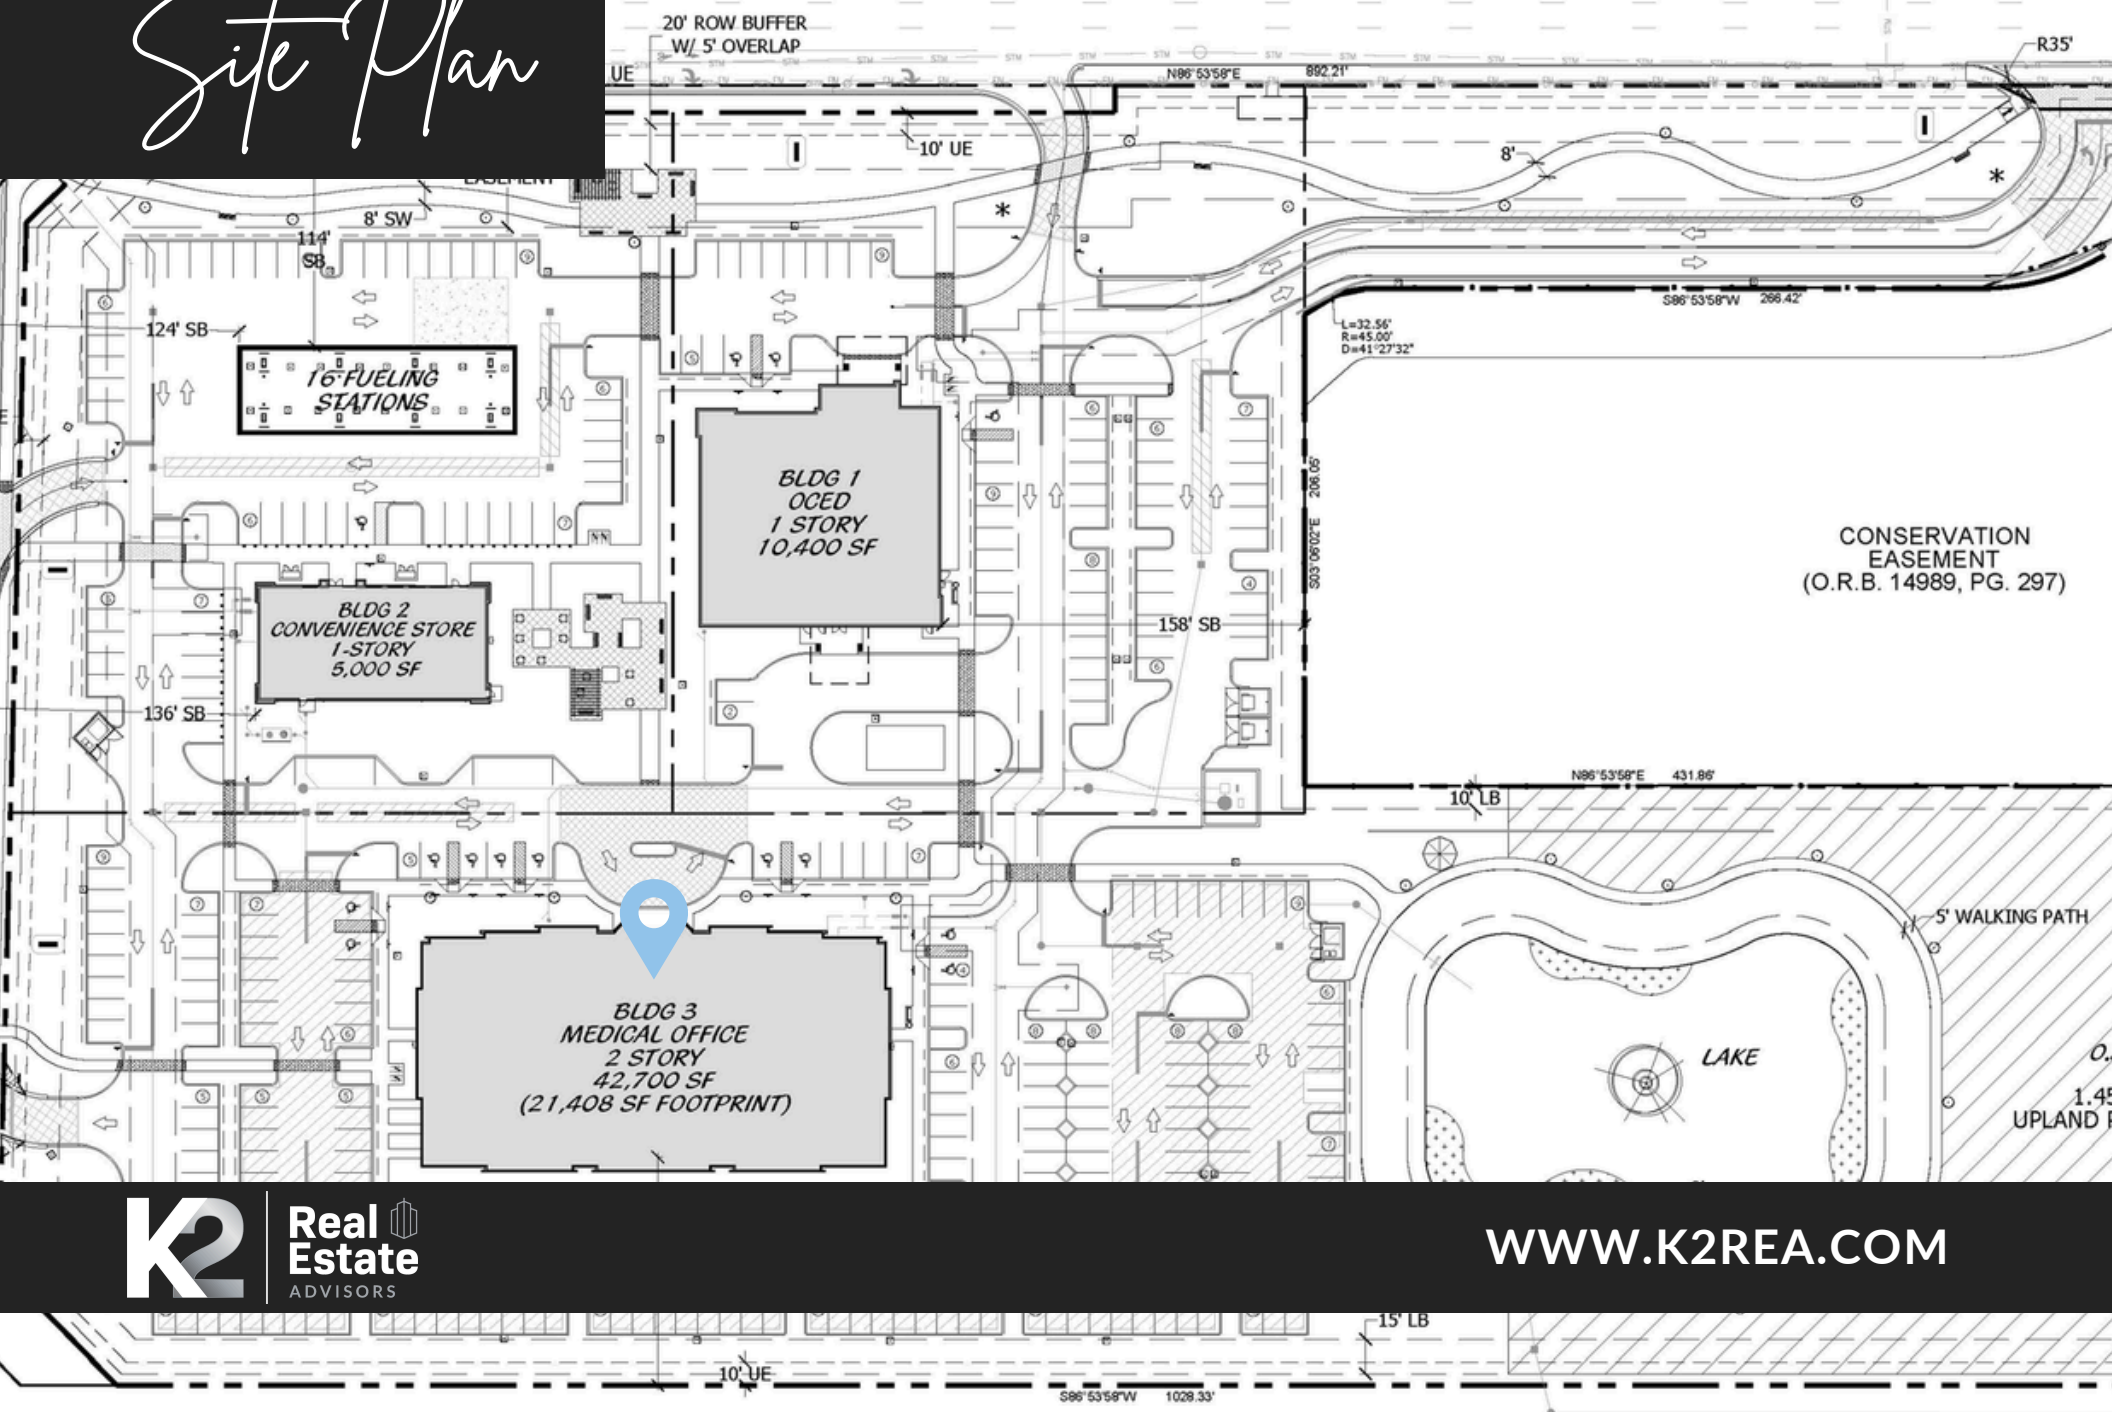 Site Plan
20' ROW BUFFER
W/ 5' OVERLAP
UE
N86°53'58"E 892.21'
R35'
10' UE
8'
*
*
EASEMENT
8' SW
114'
SB
124' SB
S86°53'58"W 266.42'
L=32.56'
R=45.00'
D=41°27'32"
16 FUELING
STATIONS
BLDG 1
OCED
1 STORY
10,400 SF
S03°06'02"E 206.05'
CONSERVATION
EASEMENT
(O.R.B. 14989, PG. 297)
BLDG 2
CONVENIENCE STORE
1-STORY
5,000 SF
158' SB
136' SB
N86°53'58"E 431.86'
10' LB
5' WALKING PATH
BLDG 3
MEDICAL OFFICE
2 STORY
42,700 SF
(21,408 SF FOOTPRINT)
LAKE
1.45
UPLAND
K2
Real
Estate
ADVISORS
WWW.K2REA.COM
15' LB
10' UE
S86°53'58"W 1028.33'